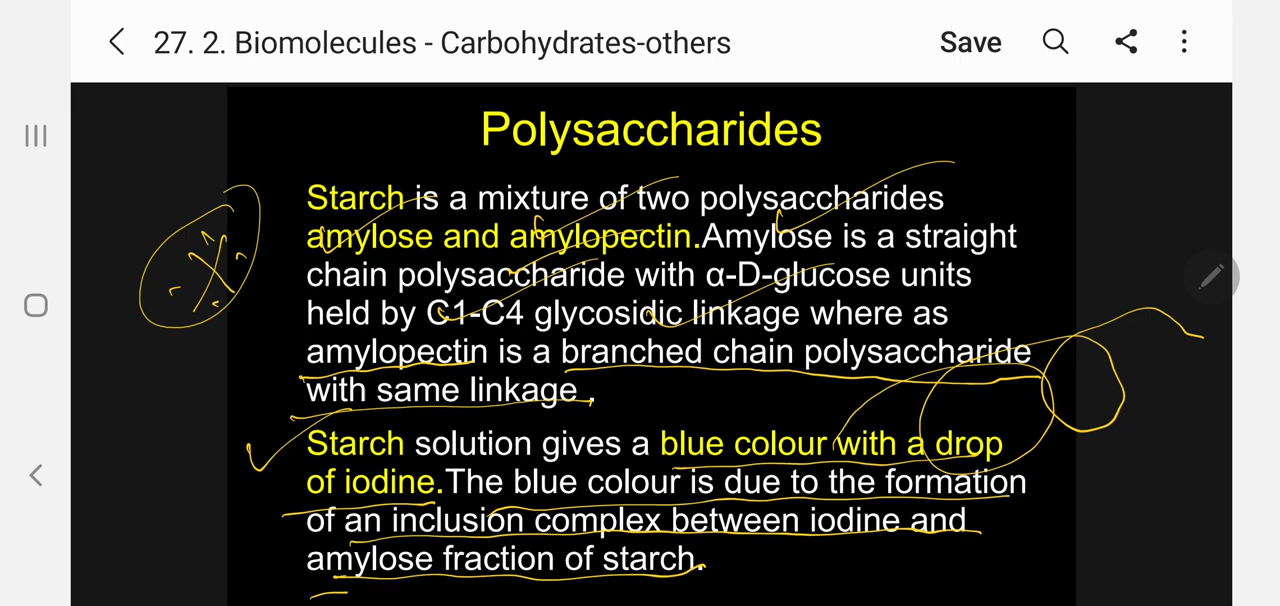 27. 2. Biomolecules - Carbohydrates-others
Save
Polysaccharides
Starch is a mixture of two polysaccharides
amylose and amylopectin.Amylose is a straight
chain polysaccharide with α-D-glucose units
held by C1-C4 glycosidic linkage where as
amylopectin is a branched chain polysaccharide
with same linkage.
Starch solution gives a blue colour with a drop
of iodine.The blue colour is due to the formation
of an inclusion complex between iodine and
amylose fraction of starch.